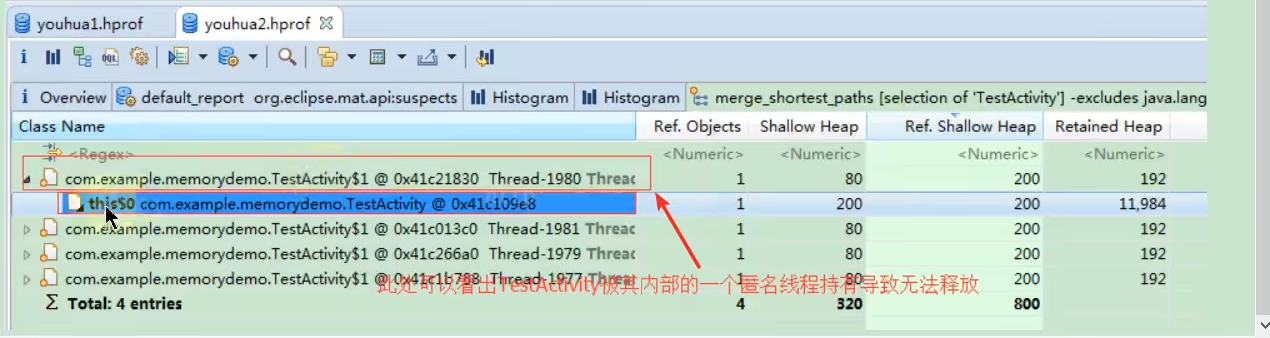 youhua1.hprof youhua2.hprof
i Overview default_report org.eclipse.mat.api:suspects Histogram Histogram merge_shortest_paths [selection of 'TestActivity'] -excludes java.lang
Class Name Ref. Objects Shallow Heap Ref. Shallow Heap Retained Heap
<Regex> <Numeric> <Numeric> <Numeric> <Numeric>
com.example.memorydemo.TestActivity$1 @ 0x41c21830 Thread-1980 Thread 1 80 200 192
this$0 com.example.memorydemo.TestActivity @ 0x41c109e8 1 200 200 11,984
com.example.memorydemo.TestActivity$1 @ 0x41c013c0 Thread-1981 Thread 1 80 200 192
com.example.memorydemo.TestActivity$1 @ 0x41c266a0 Thread-1979 Thread 1 80 200 192
com.example.memorydemo.TestActivity$1 @ 0x41c1b788 Thread-1977 Thread 1 80 200 192
此处可以看出TestActivity被其内部的一个匿名线程持有导致无法释放
Σ Total: 4 entries 4 320 800